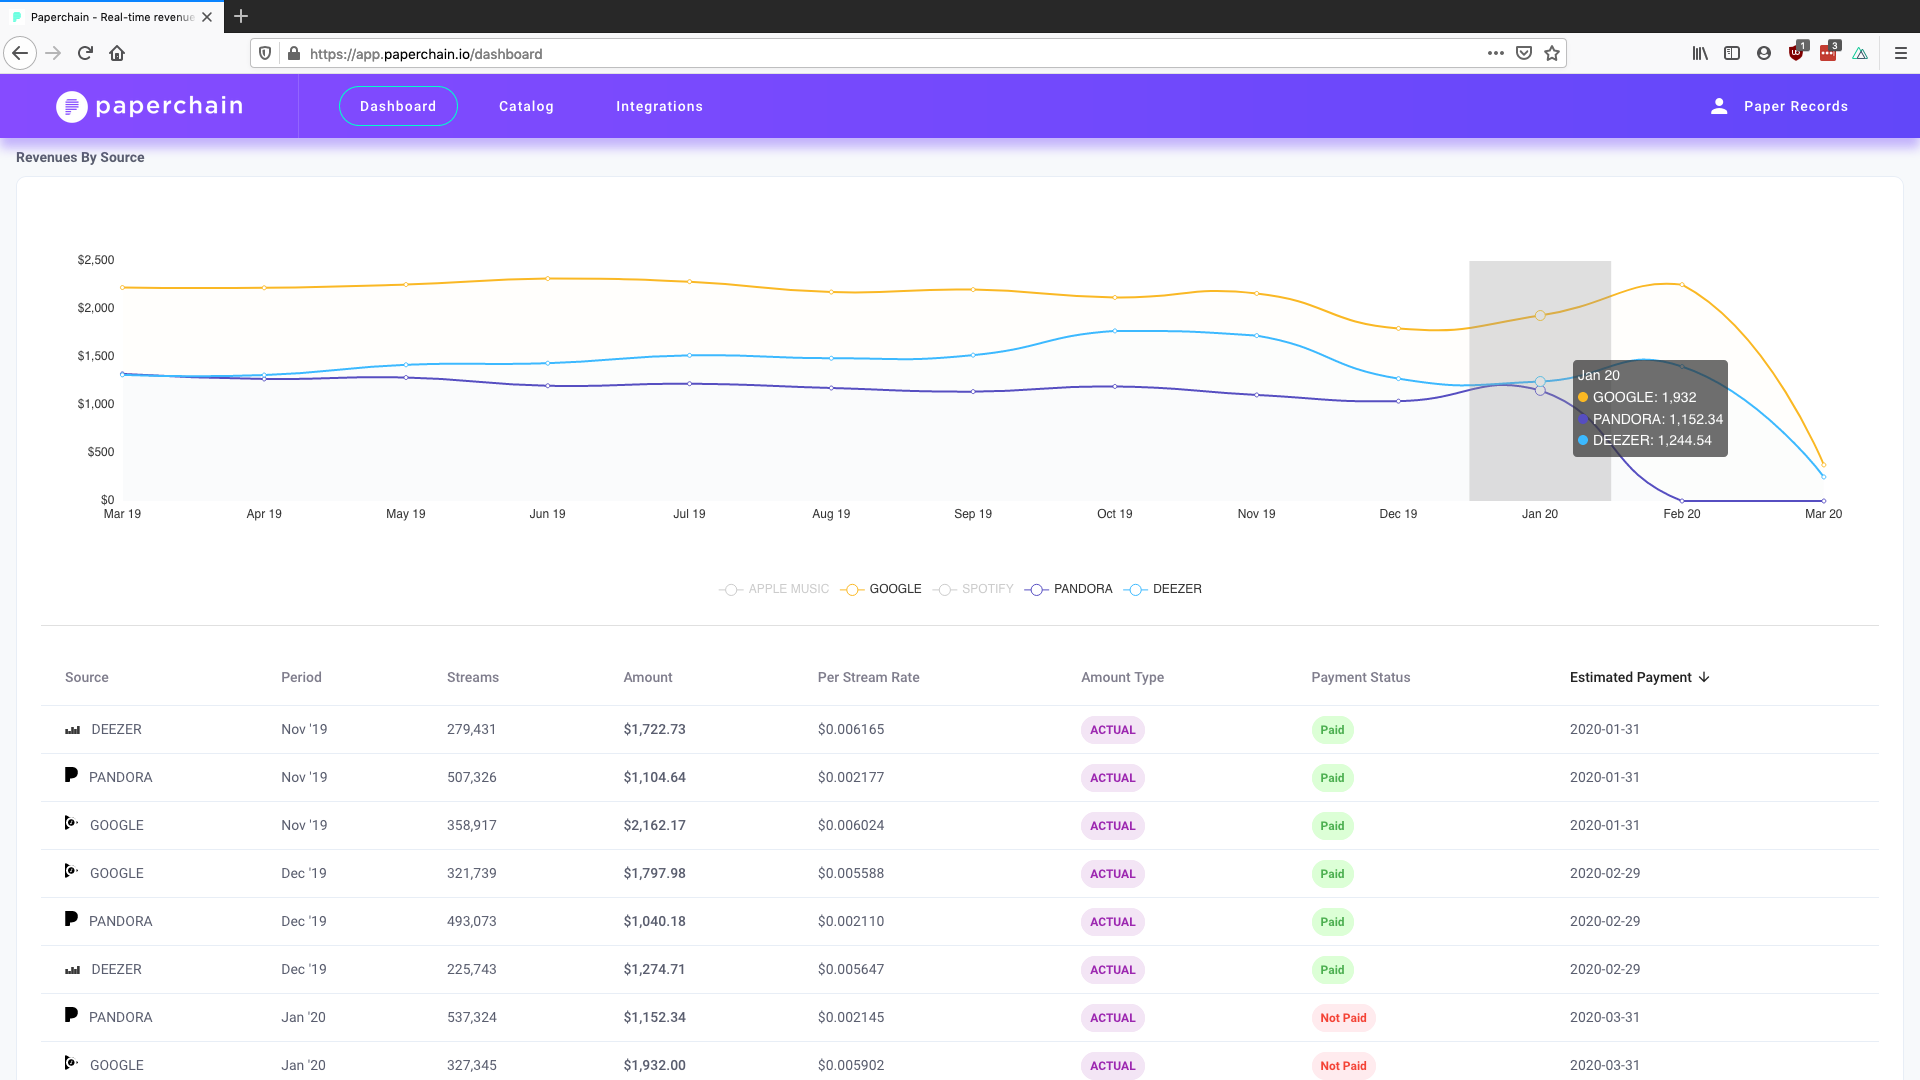 Paperchain - Real-time revenue
https://app.paperchain.io/dashboard
1
3
paperchain
Dashboard
Catalog
Integrations
Paper Records
Revenues By Source
$2,500
$2,000
$1,500
$1,000
$500
$0
Mar 19 Apr 19 May 19 Jun 19 Jul 19 Aug 19 Sep 19 Oct 19 Nov 19 Dec 19 Jan 20 Feb 20 Mar 20
Jan 20
GOOGLE: 1,932
PANDORA: 1,152.34
DEEZER: 1,244.54
APPLE MUSIC GOOGLE SPOTIFY PANDORA DEEZER
Source Period Streams Amount Per Stream Rate Amount Type Payment Status Estimated Payment
DEEZER Nov '19 279,431 $1,722.73 $0.006165 ACTUAL Paid 2020-01-31
PANDORA Nov '19 507,326 $1,104.64 $0.002177 ACTUAL Paid 2020-01-31
GOOGLE Nov '19 358,917 $2,162.17 $0.006024 ACTUAL Paid 2020-01-31
GOOGLE Dec '19 321,739 $1,797.98 $0.005588 ACTUAL Paid 2020-02-29
PANDORA Dec '19 493,073 $1,040.18 $0.002110 ACTUAL Paid 2020-02-29
DEEZER Dec '19 225,743 $1,274.71 $0.005647 ACTUAL Paid 2020-02-29
PANDORA Jan '20 537,324 $1,152.34 $0.002145 ACTUAL Not Paid 2020-03-31
GOOGLE Jan '20 327,345 $1,932.00 $0.005902 ACTUAL Not Paid 2020-03-31